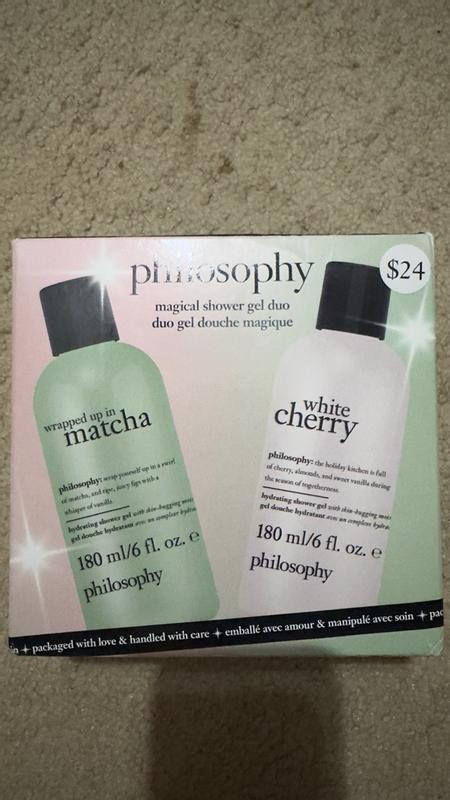 philosophy
$24
magical shower gel duo
duo gel douche magique
wrapped up in
matcha
philosophy: wrap yourself up in a swirl
of matcha, and ripe, juicy figs with a
whisper of vanilla.
hydrating shower gel with skin-hugging
gel douche hydratant avec un complexe
180 ml/6 fl. oz. e
philosophy
white
cherry
philosophy: the holiday kitchen is full
of cherry, almonds, and sweet vanilla during
the season of togetherness.
hydrating shower gel with skin-hugging
gel douche hydratant avec un complexe
180 ml/6 fl. oz. e
philosophy
in ✦ packaged with love & handled with care ✦ emballé avec amour & manipulé avec soin ✦ pac